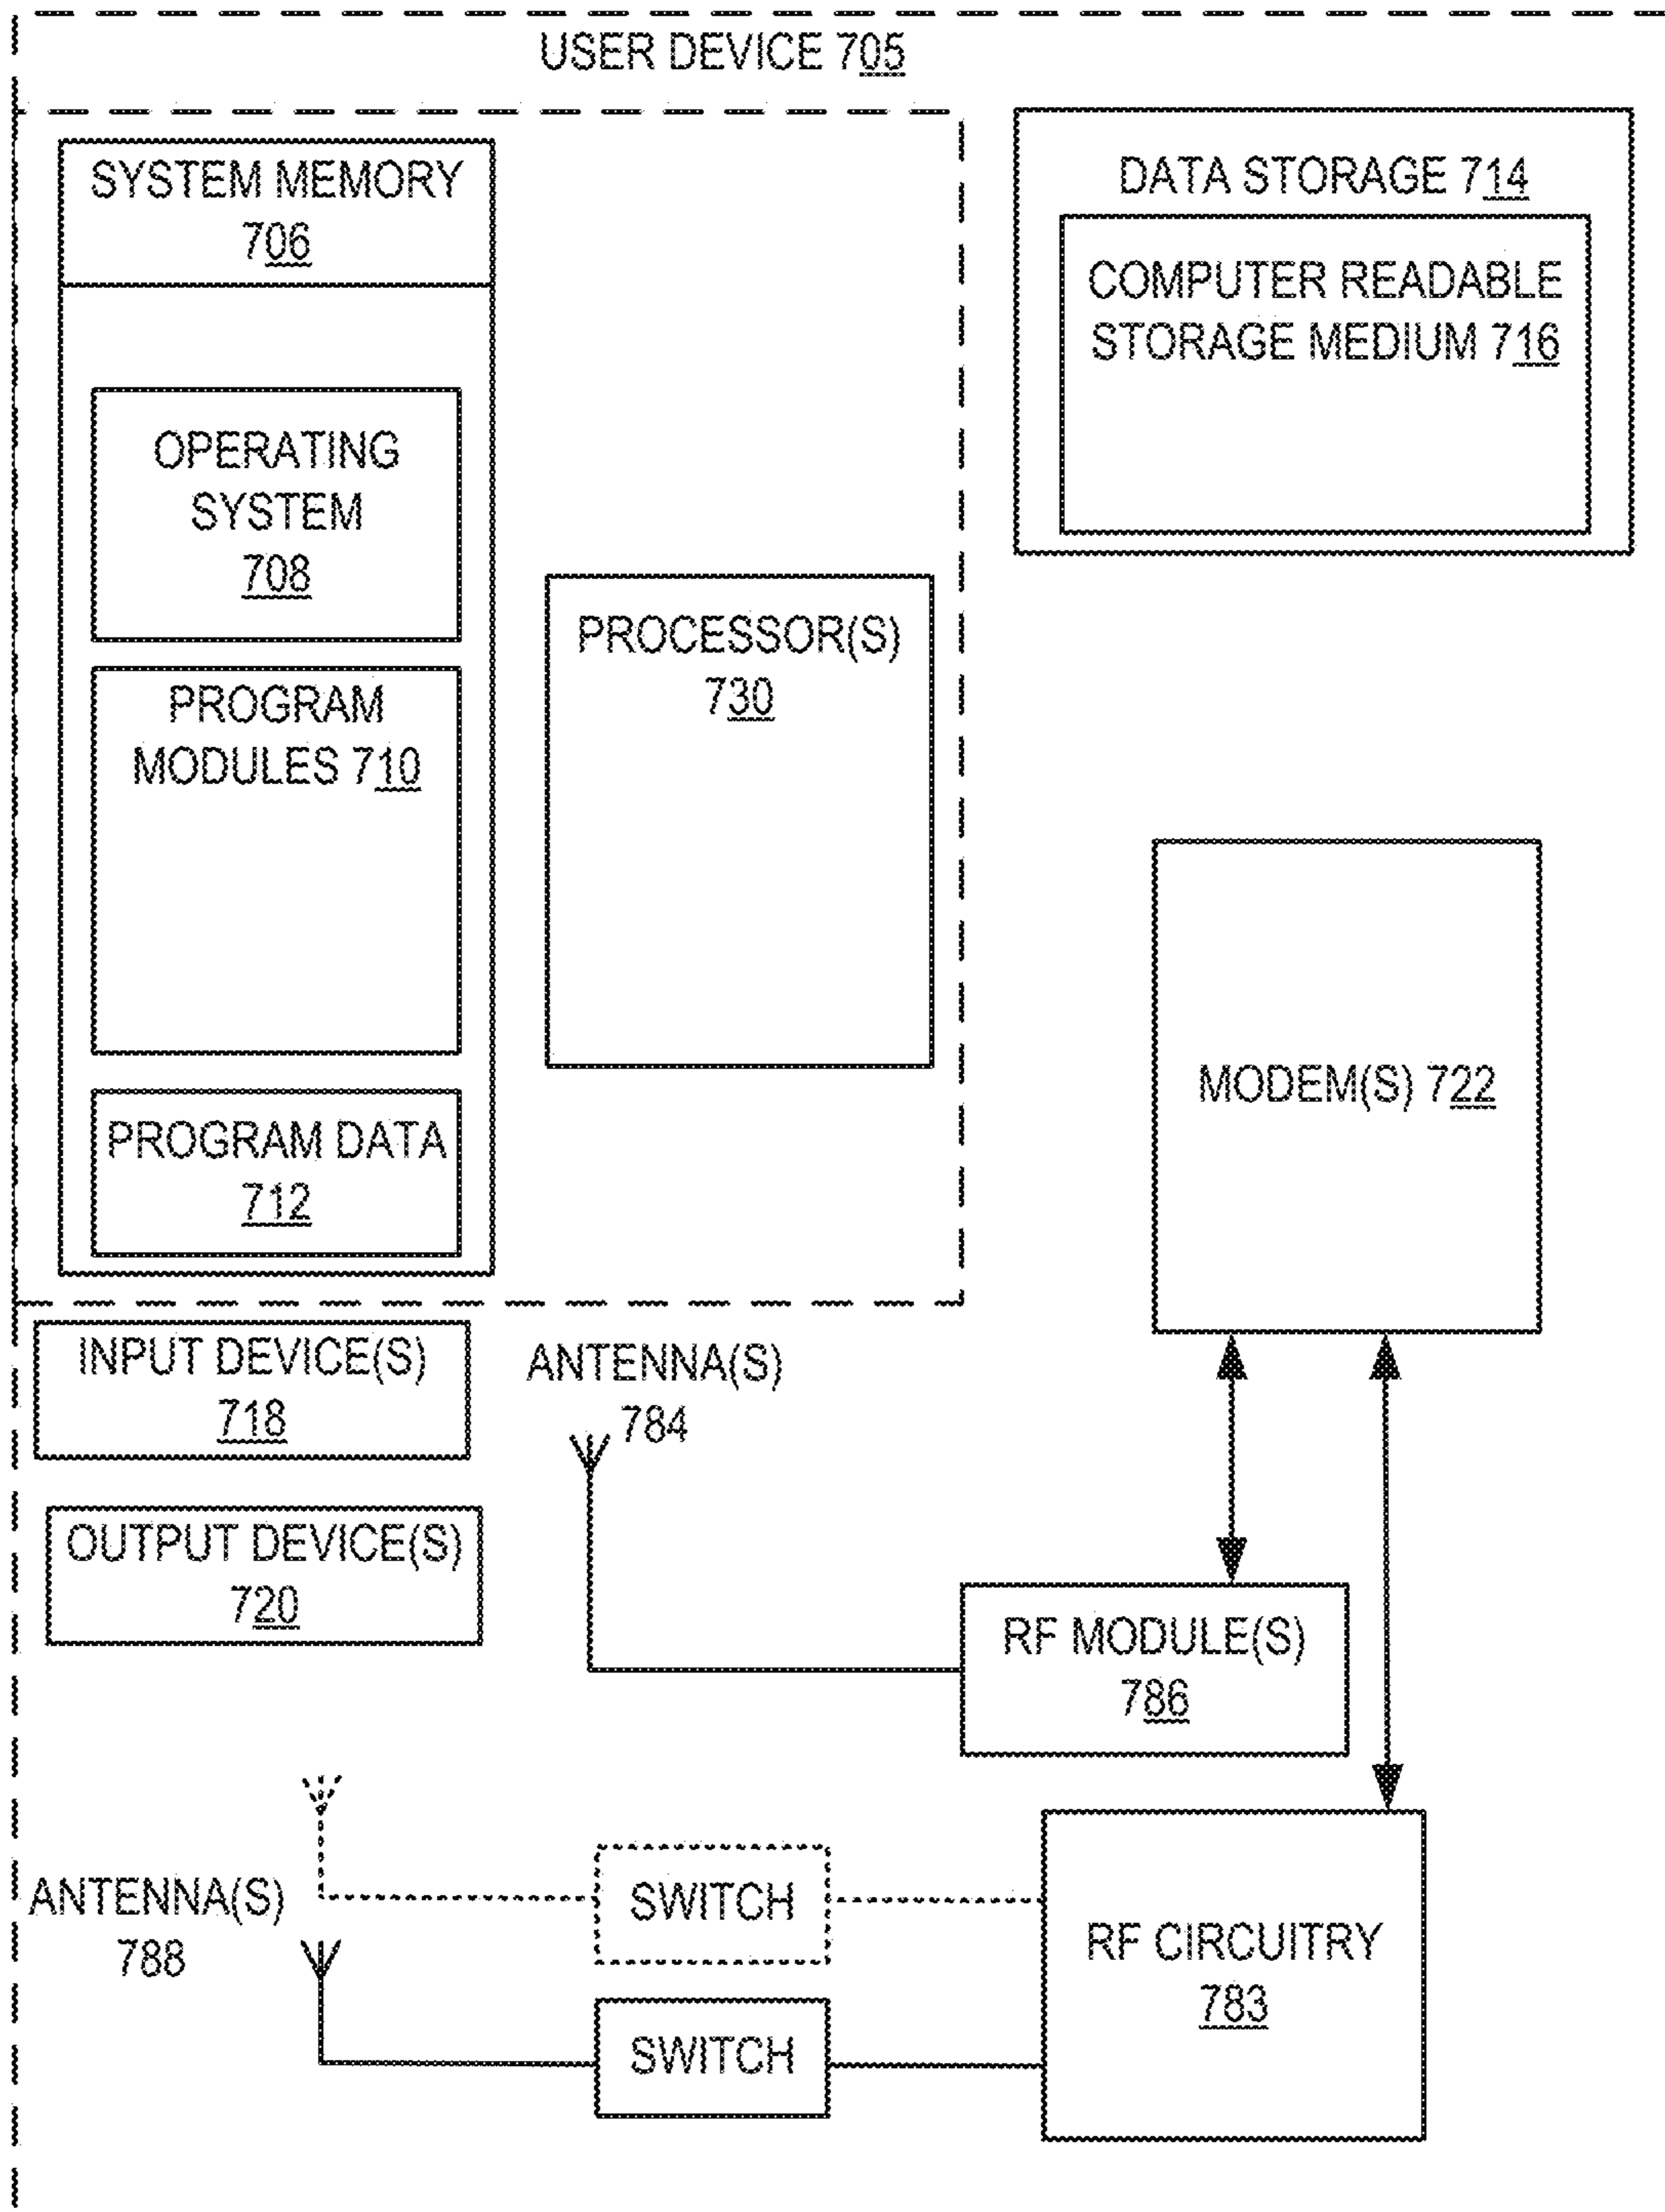 USER DEVICE 705
SYSTEM MEMORY
706
OPERATING
SYSTEM
708
PROGRAM
MODULES 710
PROGRAM DATA
712
PROCESSOR(S)
730
DATA STORAGE 714
COMPUTER READABLE
STORAGE MEDIUM 716
MODEM(S) 722
INPUT DEVICE(S)
718
OUTPUT DEVICE(S)
720
ANTENNA(S)
784
RF MODULE(S)
786
ANTENNA(S)
788
SWITCH
SWITCH
RF CIRCUITRY
783